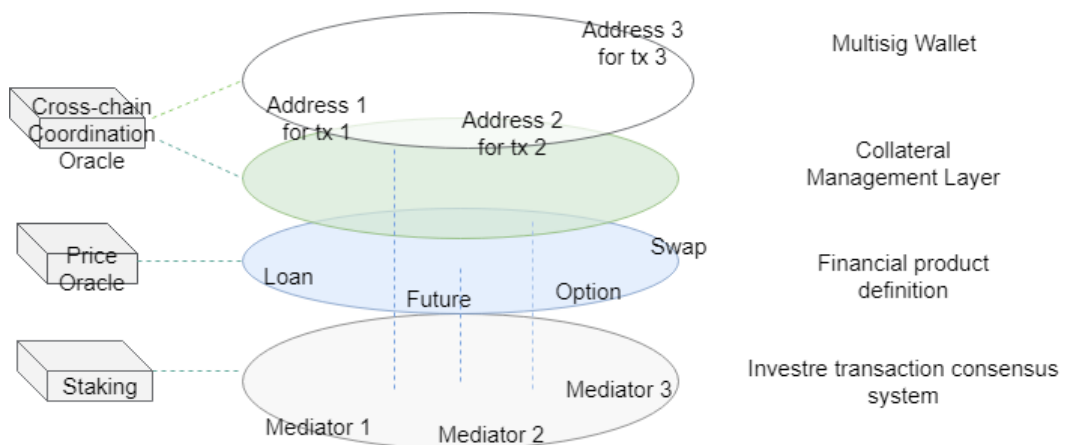 Address 3
for tx 3
Multisig Wallet
Cross-chain
Coordination
Oracle
Address 1
for tx 1
Address 2
for tx 2
Collateral
Management Layer
Price
Oracle
Swap
Loan
Future
Option
Financial product
definition
Staking
Mediator 3
Mediator 1
Mediator 2
Investre transaction consensus
system